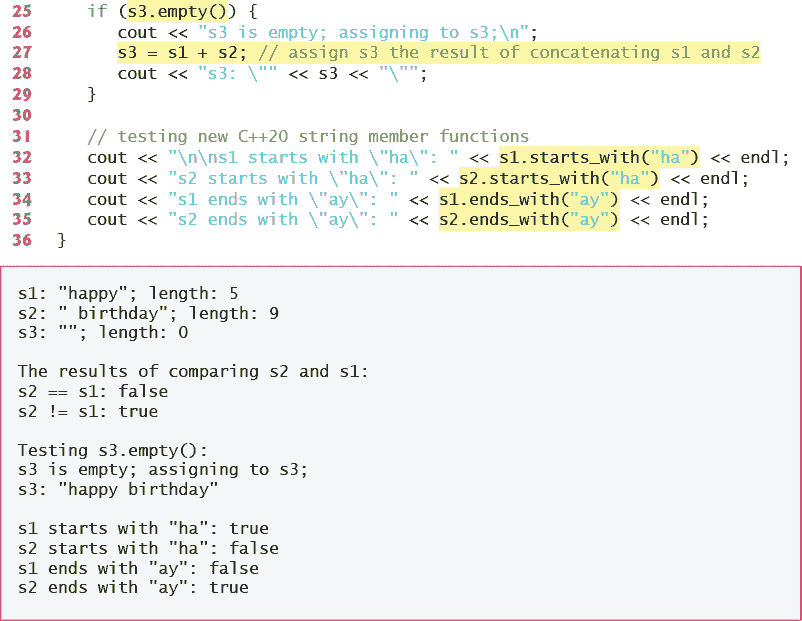 25 if (s3.empty()) {
26 cout << "s3 is empty; assigning to s3;\n";
27 s3 = s1 + s2; // assign s3 the result of concatenating s1 and s2
28 cout << "s3: \"" << s3 << "\"";
29 }
30
31 // testing new C++20 string member functions
32 cout << "\n\ns1 starts with \"ha\": " << s1.starts_with("ha") << endl;
33 cout << "s2 starts with \"ha\": " << s2.starts_with("ha") << endl;
34 cout << "s1 ends with \"ay\": " << s1.ends_with("ay") << endl;
35 cout << "s2 ends with \"ay\": " << s2.ends_with("ay") << endl;
36 }
s1: "happy"; length: 5
s2: " birthday"; length: 9
s3: ""; length: 0
The results of comparing s2 and s1:
s2 == s1: false
s2 != s1: true
Testing s3.empty():
s3 is empty; assigning to s3;
s3: "happy birthday"
s1 starts with "ha": true
s2 starts with "ha": false
s1 ends with "ay": false
s2 ends with "ay": true